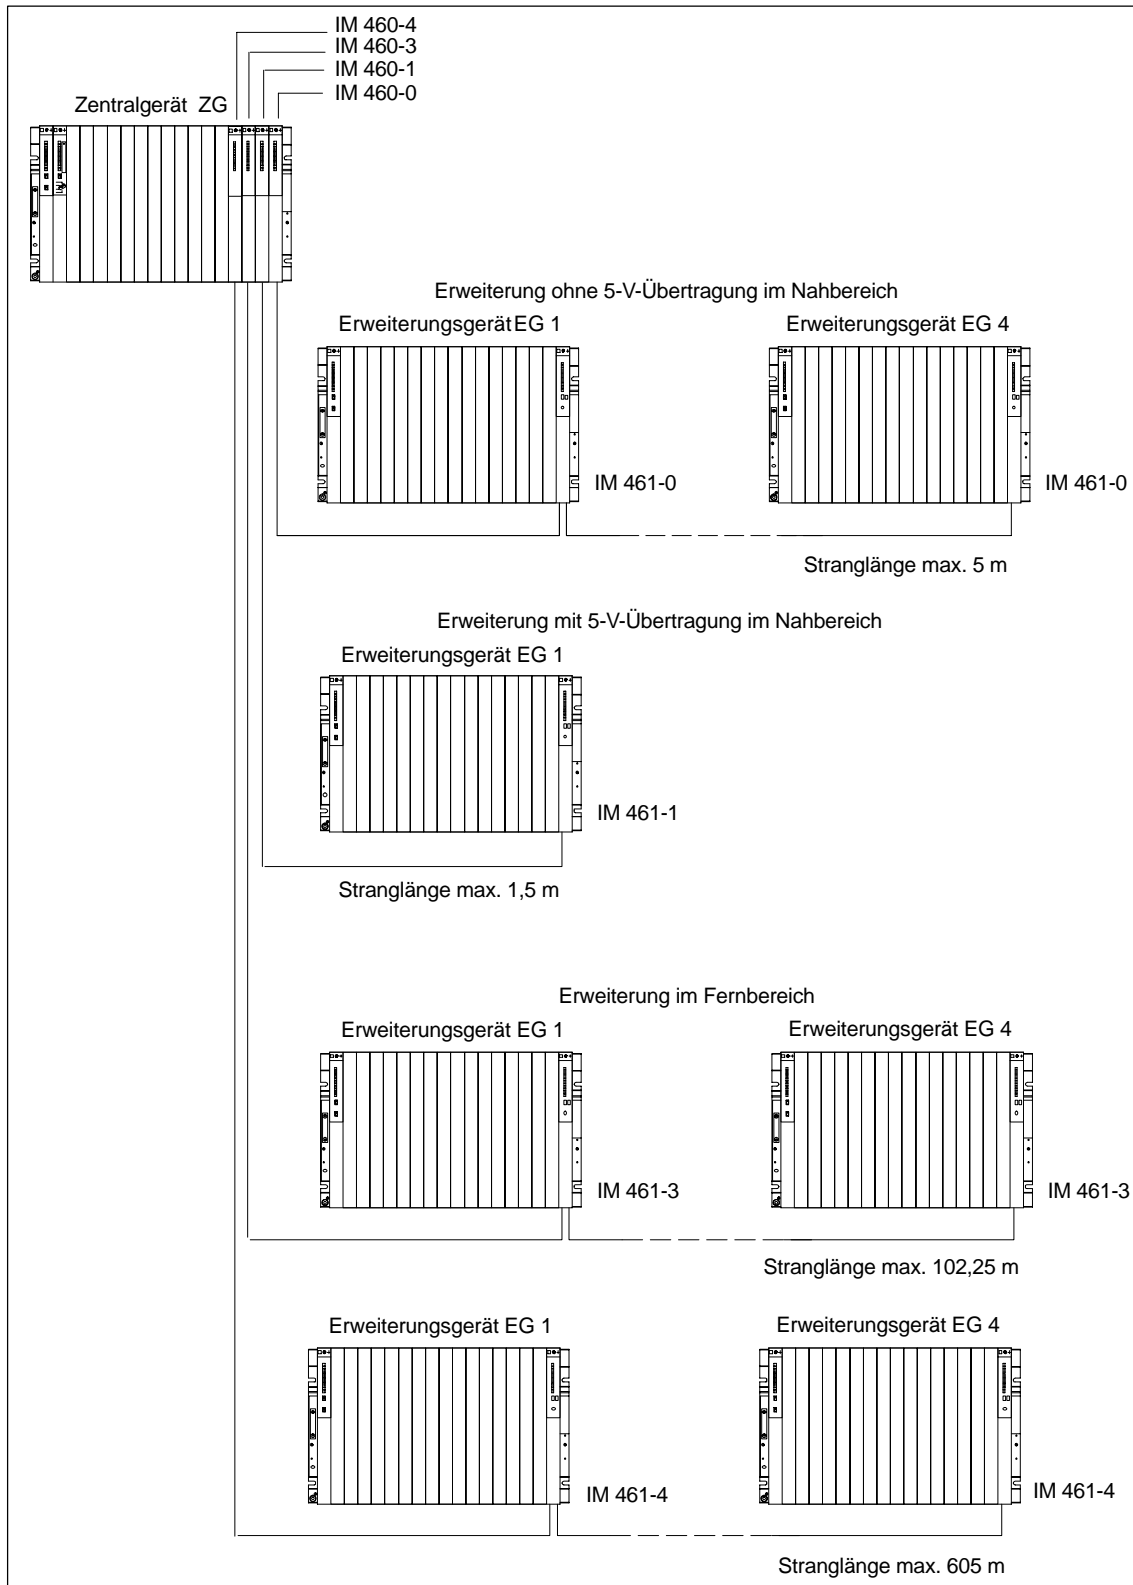 IM 460-4
IM 460-3
IM 460-1
IM 460-0
Zentralgerät ZG
Erweiterung ohne 5-V-Übertragung im Nahbereich
Erweiterungsgerät EG 1
Erweiterungsgerät EG 4
IM 461-0
IM 461-0
Stranglänge max. 5 m
Erweiterung mit 5-V-Übertragung im Nahbereich
Erweiterungsgerät EG 1
IM 461-1
Stranglänge max. 1,5 m
Erweiterung im Fernbereich
Erweiterungsgerät EG 1
Erweiterungsgerät EG 4
IM 461-3
IM 461-3
Stranglänge max. 102,25 m
Erweiterungsgerät EG 1
Erweiterungsgerät EG 4
IM 461-4
IM 461-4
Stranglänge max. 605 m